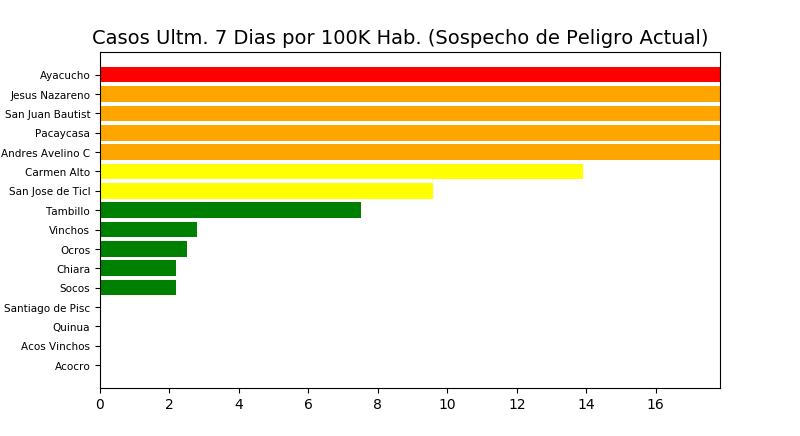 Casos Ultm. 7 Dias por 100K Hab. (Sospecho de Peligro Actual)
Ayacucho
Jesus Nazareno
San Juan Bautist
Pacaycasa
Andres Avelino C
Carmen Alto
San Jose de Ticl
Tambillo
Vinchos
Ocros
Chiara
Socos
Santiago de Pisc
Quinua
Acos Vinchos
Acocro
0 2 4 6 8 10 12 14 16